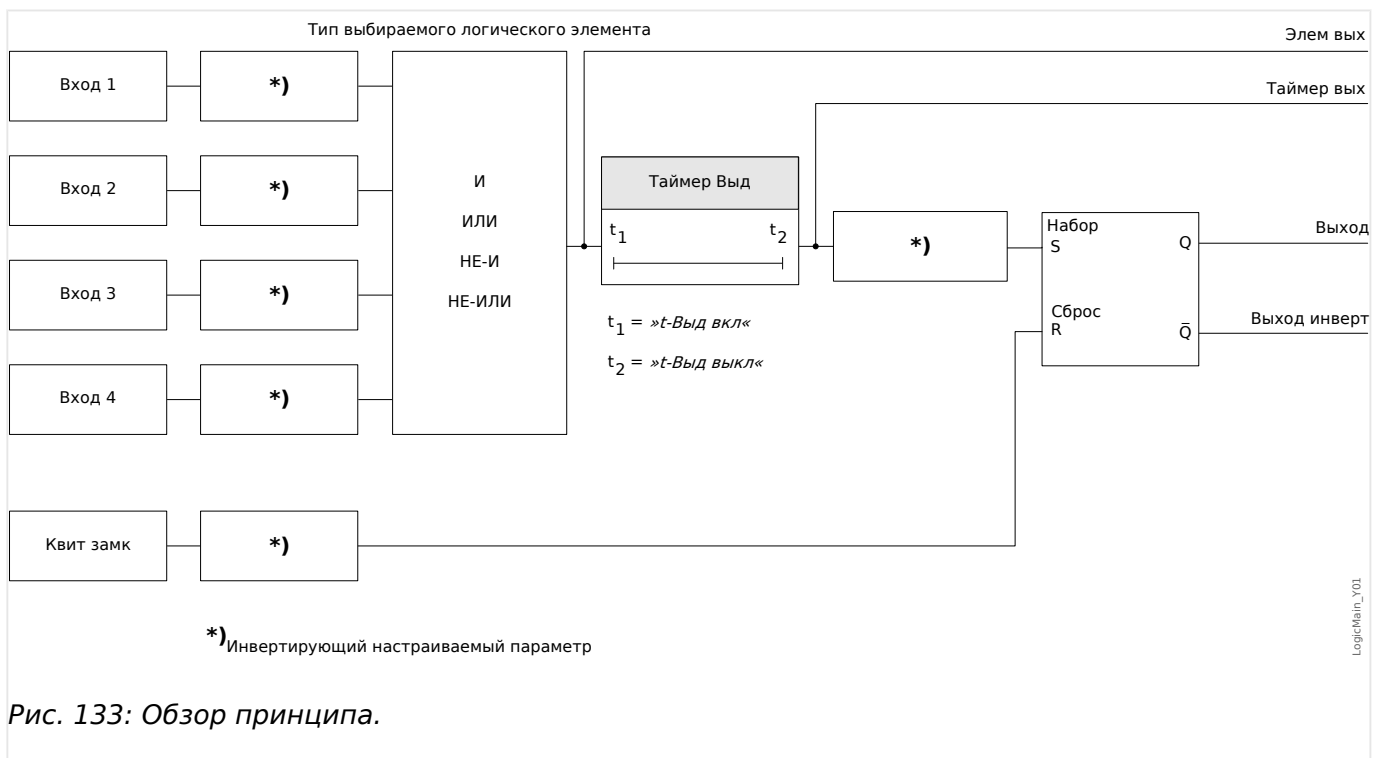 Тип выбираемого логического элемента
Элем вых
Таймер вых
Вход 1
*)
Вход 2
*)
Вход 3
*)
Вход 4
*)
И
ИЛИ
НЕ-И
НЕ-ИЛИ
Таймер Выд
t1
t2
t1 = »t-Выд вкл«
t2 = »t-Выд выкл«
*)
Набор
S
Q
Сброс
R
Q̅
Выход
Выход инверт
Квит замк
*)
*)Инвертирующий настраиваемый параметр
LogicMain_Y01
Рис. 133: Обзор принципа.